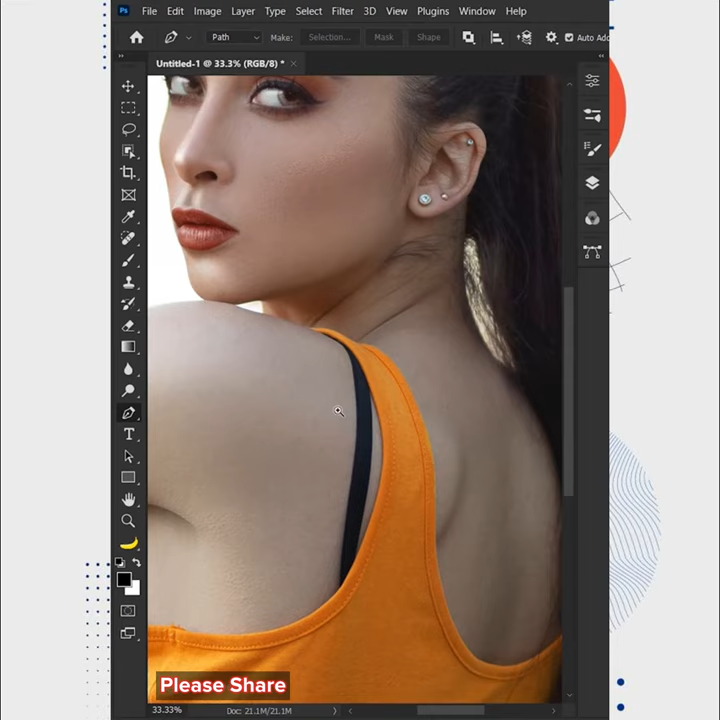 Ps File Edit Image Layer Type Select Filter 3D View Plugins Window Help
Path Make: Selection... Mask Shape Auto Add
Untitled-1 @ 33.3% (RGB/8) * ×
T
Please Share
33.33% Doc: 21.1M/21.1M